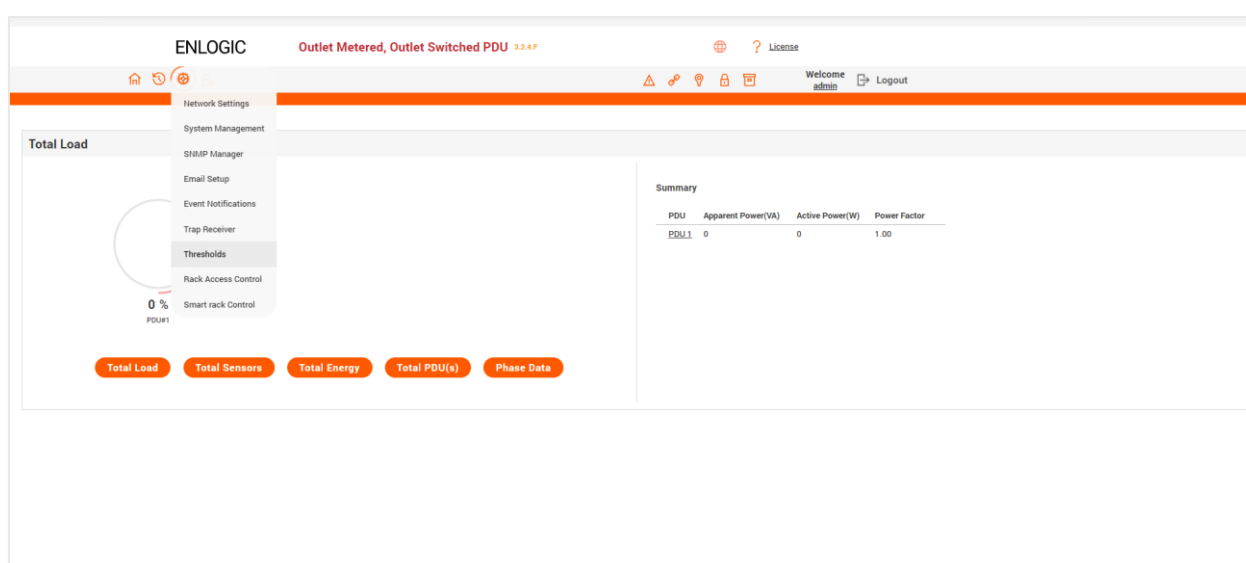 ENLOGIC
Outlet Metered, Outlet Switched PDU 3.2.4.F
? License
Welcome
admin
Logout
Network Settings
System Management
SNMP Manager
Email Setup
Event Notifications
Trap Receiver
Thresholds
Rack Access Control
Smart rack Control
Total Load
0 %
PDU#1
Total Load
Total Sensors
Total Energy
Total PDU(s)
Phase Data
Summary
PDU Apparent Power(VA) Active Power(W) Power Factor
PDU 1 0 0 1.00